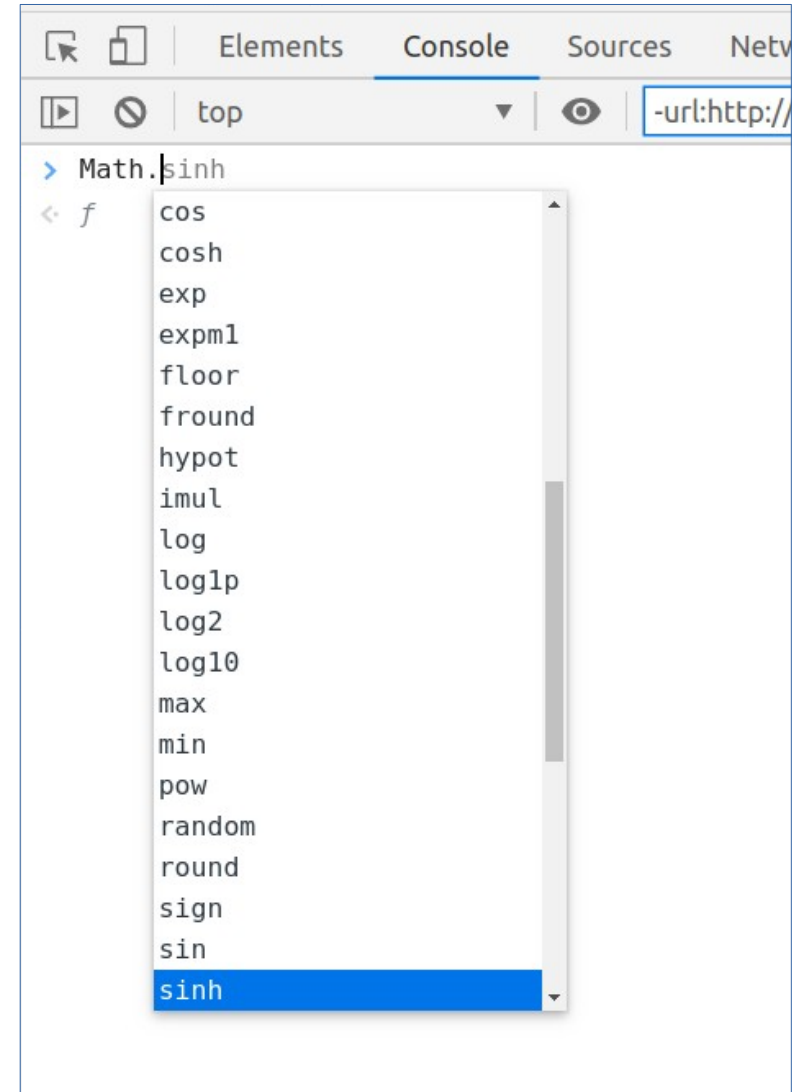 Elements Console Sources Netw
top -url:http://
> Math.sinh
f
cos
cosh
exp
expm1
floor
fround
hypot
imul
log
log1p
log2
log10
max
min
pow
random
round
sign
sin
sinh